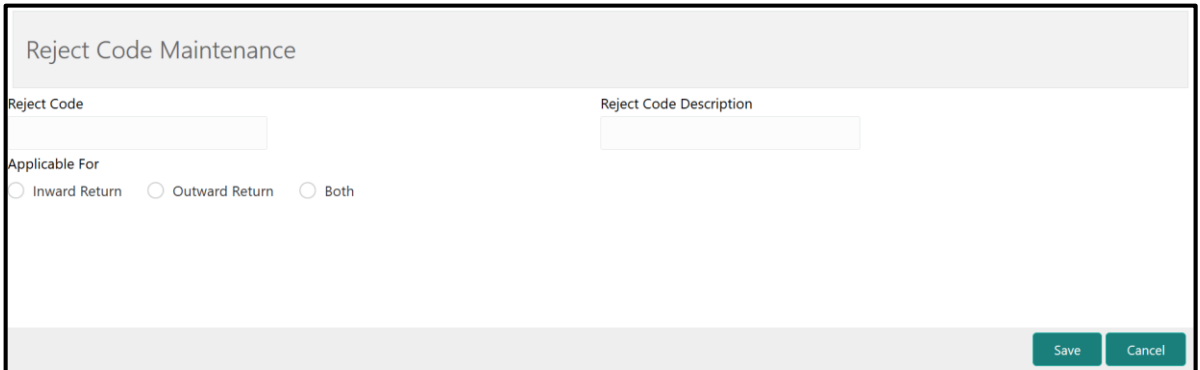 Reject Code Maintenance
Reject Code Reject Code Description
Applicable For
Inward Return Outward Return Both
Save Cancel